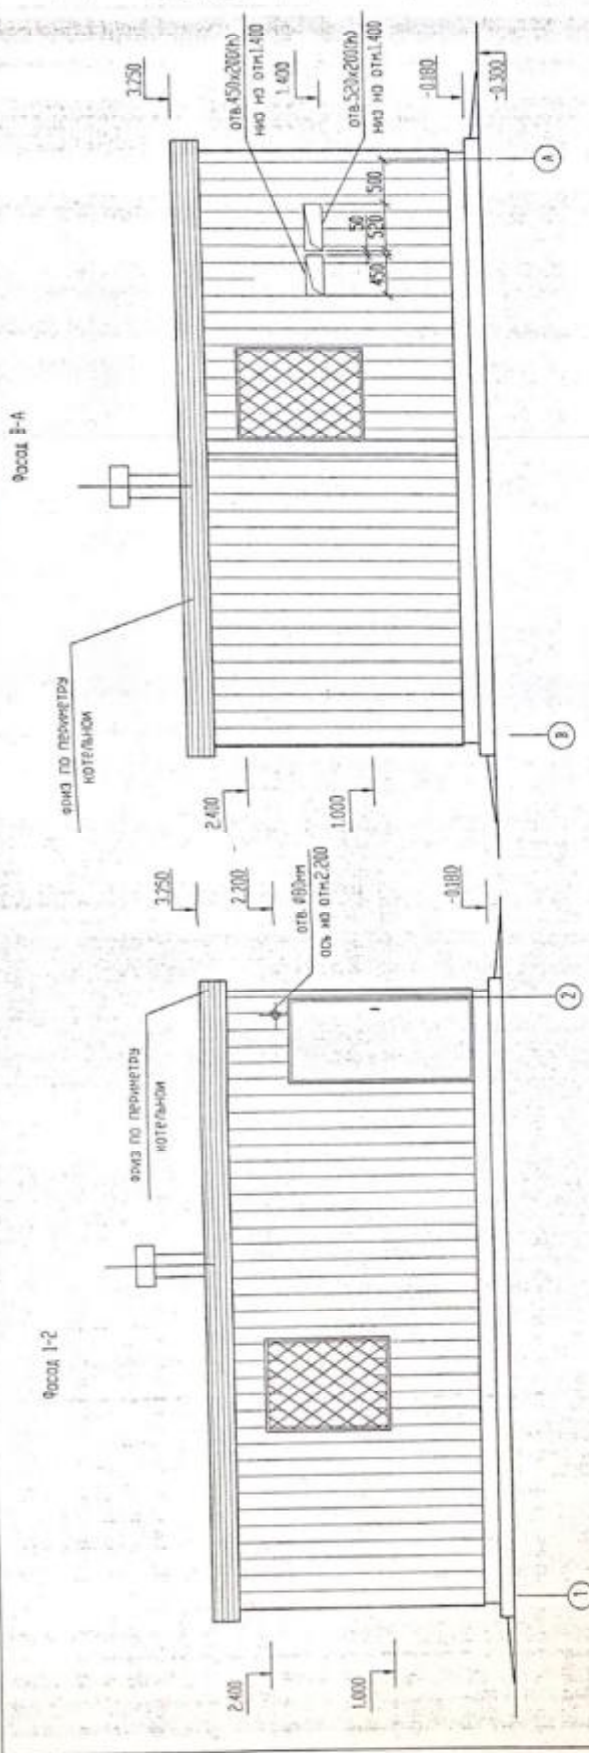 Фасад 1-2
фриз по периметру
котельной
3.250
2.200
отв. Ø80мм
ось на отм.2.200
-0.180
2.400
1.000
1
2
Фасад В-А
фриз по периметру
котельной
3.250
отв.450х200(h)
низ на отм.1.400
1.400
отв.520х200(h)
низ на отм.1.400
-0.180
-0.300
50
450
520
500
2.400
1.000
В
А